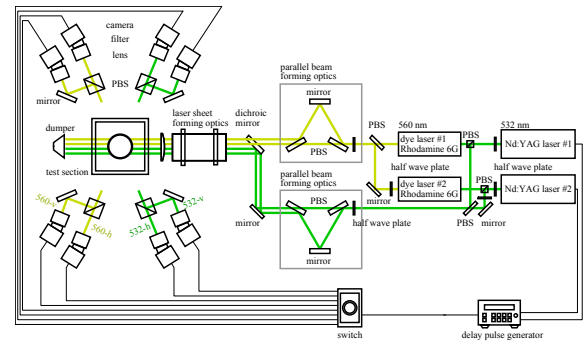 camera
filter
lens
PBS
mirror
parallel beam
forming optics
mirror
PBS
laser sheet
forming optics
dichroic
mirror
dumper
test section
560 nm
PBS
dye laser #1
Rhodamine 6G
PBS
532 nm
Nd:YAG laser #1
half wave plate
half wave plate
dye laser #2
Rhodamine 6G
mirror
PBS
Nd:YAG laser #2
parallel beam
forming optics
PBS
mirror
mirror
half wave plate
PBS
mirror
560-v
560-h
532-h
532-v
switch
delay pulse generator